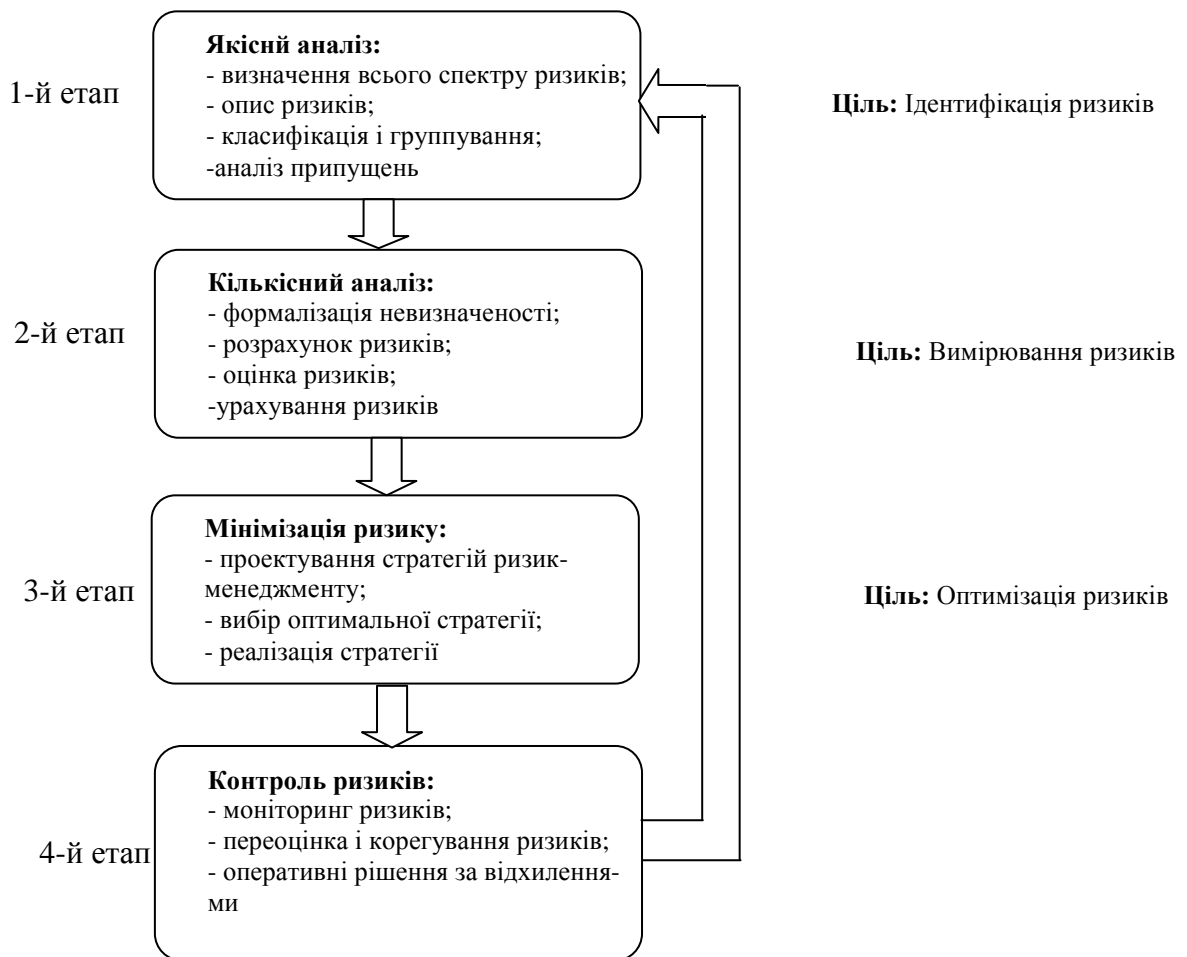 Якіснй аналіз:
- визначення всього спектру ризиків;
1-й етап
- опис ризиків;
Ціль: Ідентифікація ризиків
- класифікація і группування;
-аналіз припущень
Кількісний аналіз:
- формалізація невизначеності;
2-й етап
- розрахунок ризиків;
Ціль: Вимірювання ризиків
- оцінка ризиків;
-урахування ризиків
Мінімізація ризику:
- проектування стратегій ризик-
менеджменту;
3-й етап
Ціль: Оптимізація ризиків
- вибір оптимальної стратегії;
- реалізація стратегії
Контроль ризиків:
- моніторинг ризиків;
- переоцінка і корегування ризиків;
4-й етап
- оперативні рішення за відхилення-
ми